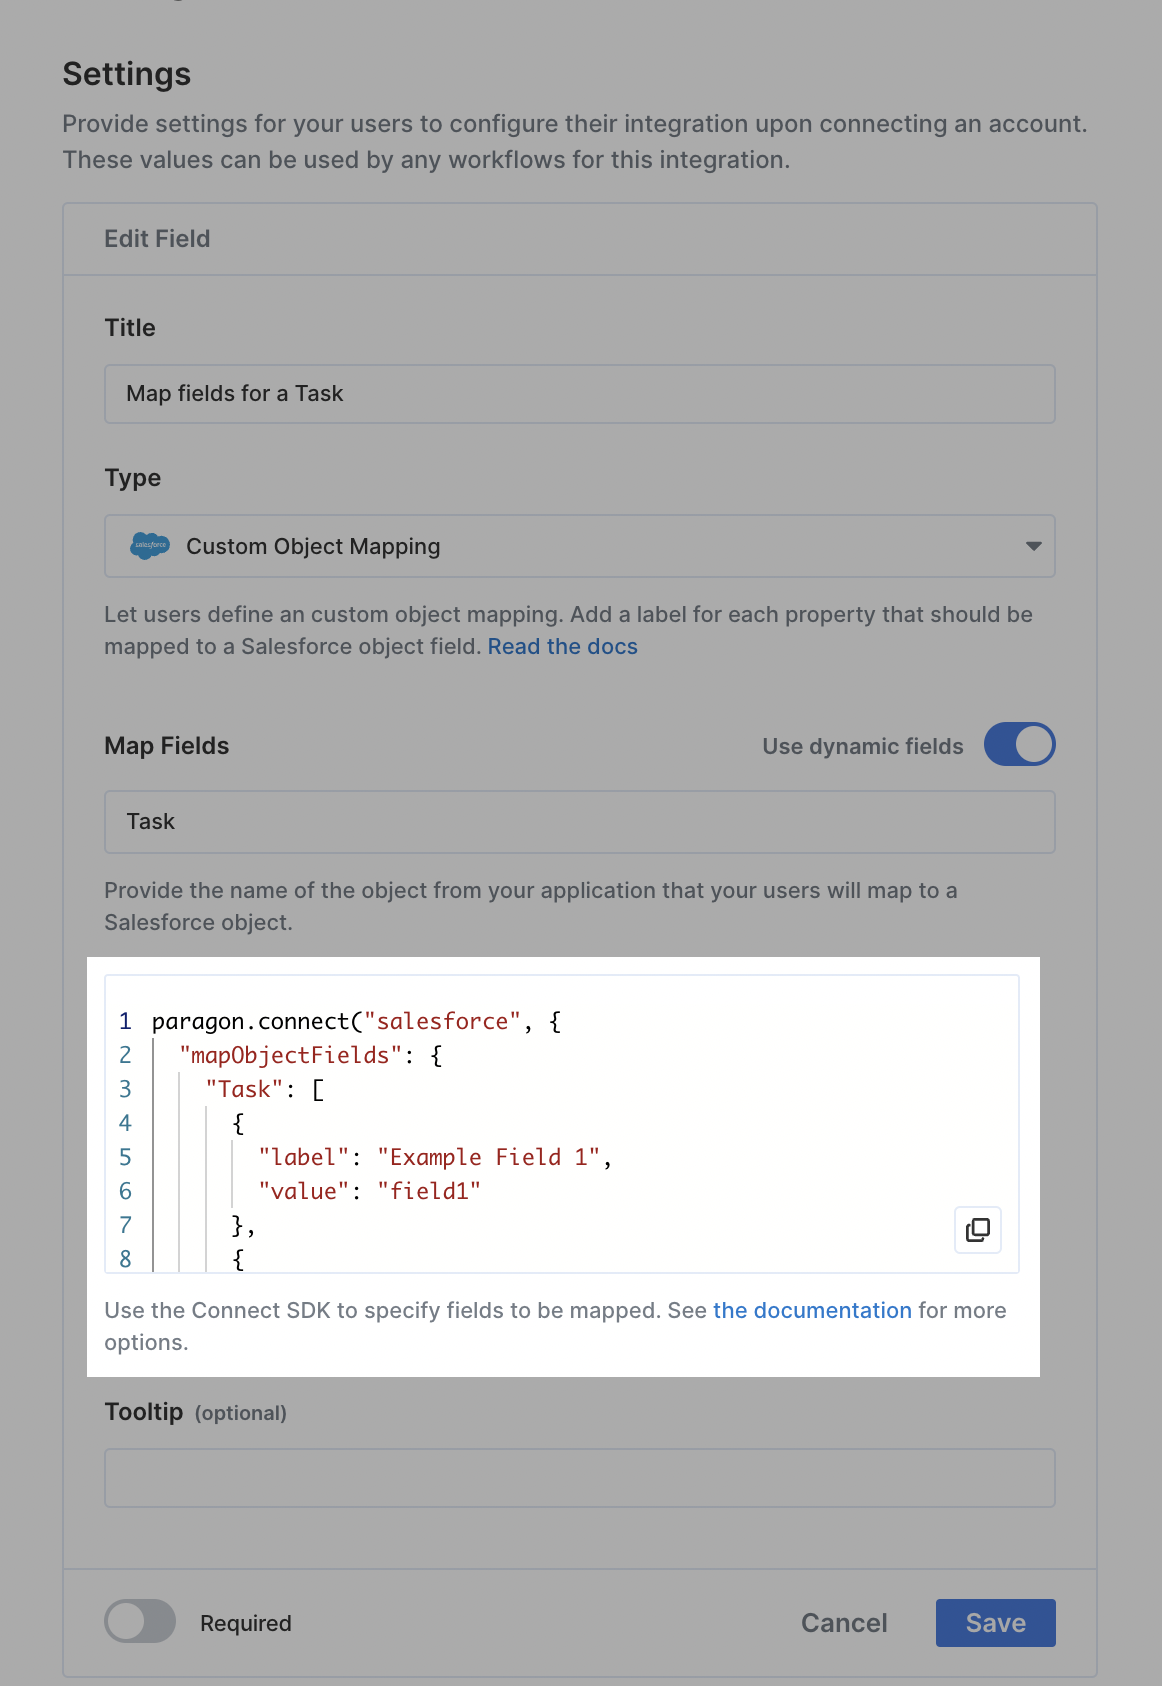 Settings
Provide settings for your users to configure their integration upon connecting an account.
These values can be used by any workflows for this integration.
Edit Field
Title
Map fields for a Task
Type
salesforce Custom Object Mapping
Let users define an custom object mapping. Add a label for each property that should be
mapped to a Salesforce object field. Read the docs
Map Fields Use dynamic fields
Task
Provide the name of the object from your application that your users will map to a
Salesforce object.
1 paragon.connect("salesforce", {
2 "mapObjectFields": {
3 "Task": [
4 {
5 "label": "Example Field 1",
6 "value": "field1"
7 },
8 {
Use the Connect SDK to specify fields to be mapped. See the documentation for more
options.
Tooltip (optional)
Required Cancel Save